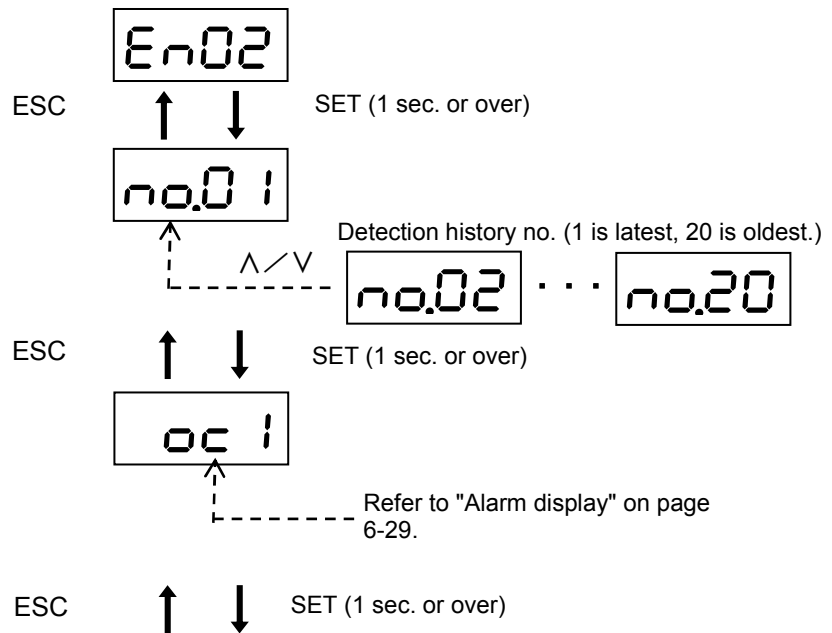 En02
ESC SET (1 sec. or over)
no.01
Detection history no. (1 is latest, 20 is oldest.)
∧／∨
no.02 ··· no.20
ESC SET (1 sec. or over)
oc1
Refer to "Alarm display" on page
6-29.
ESC SET (1 sec. or over)